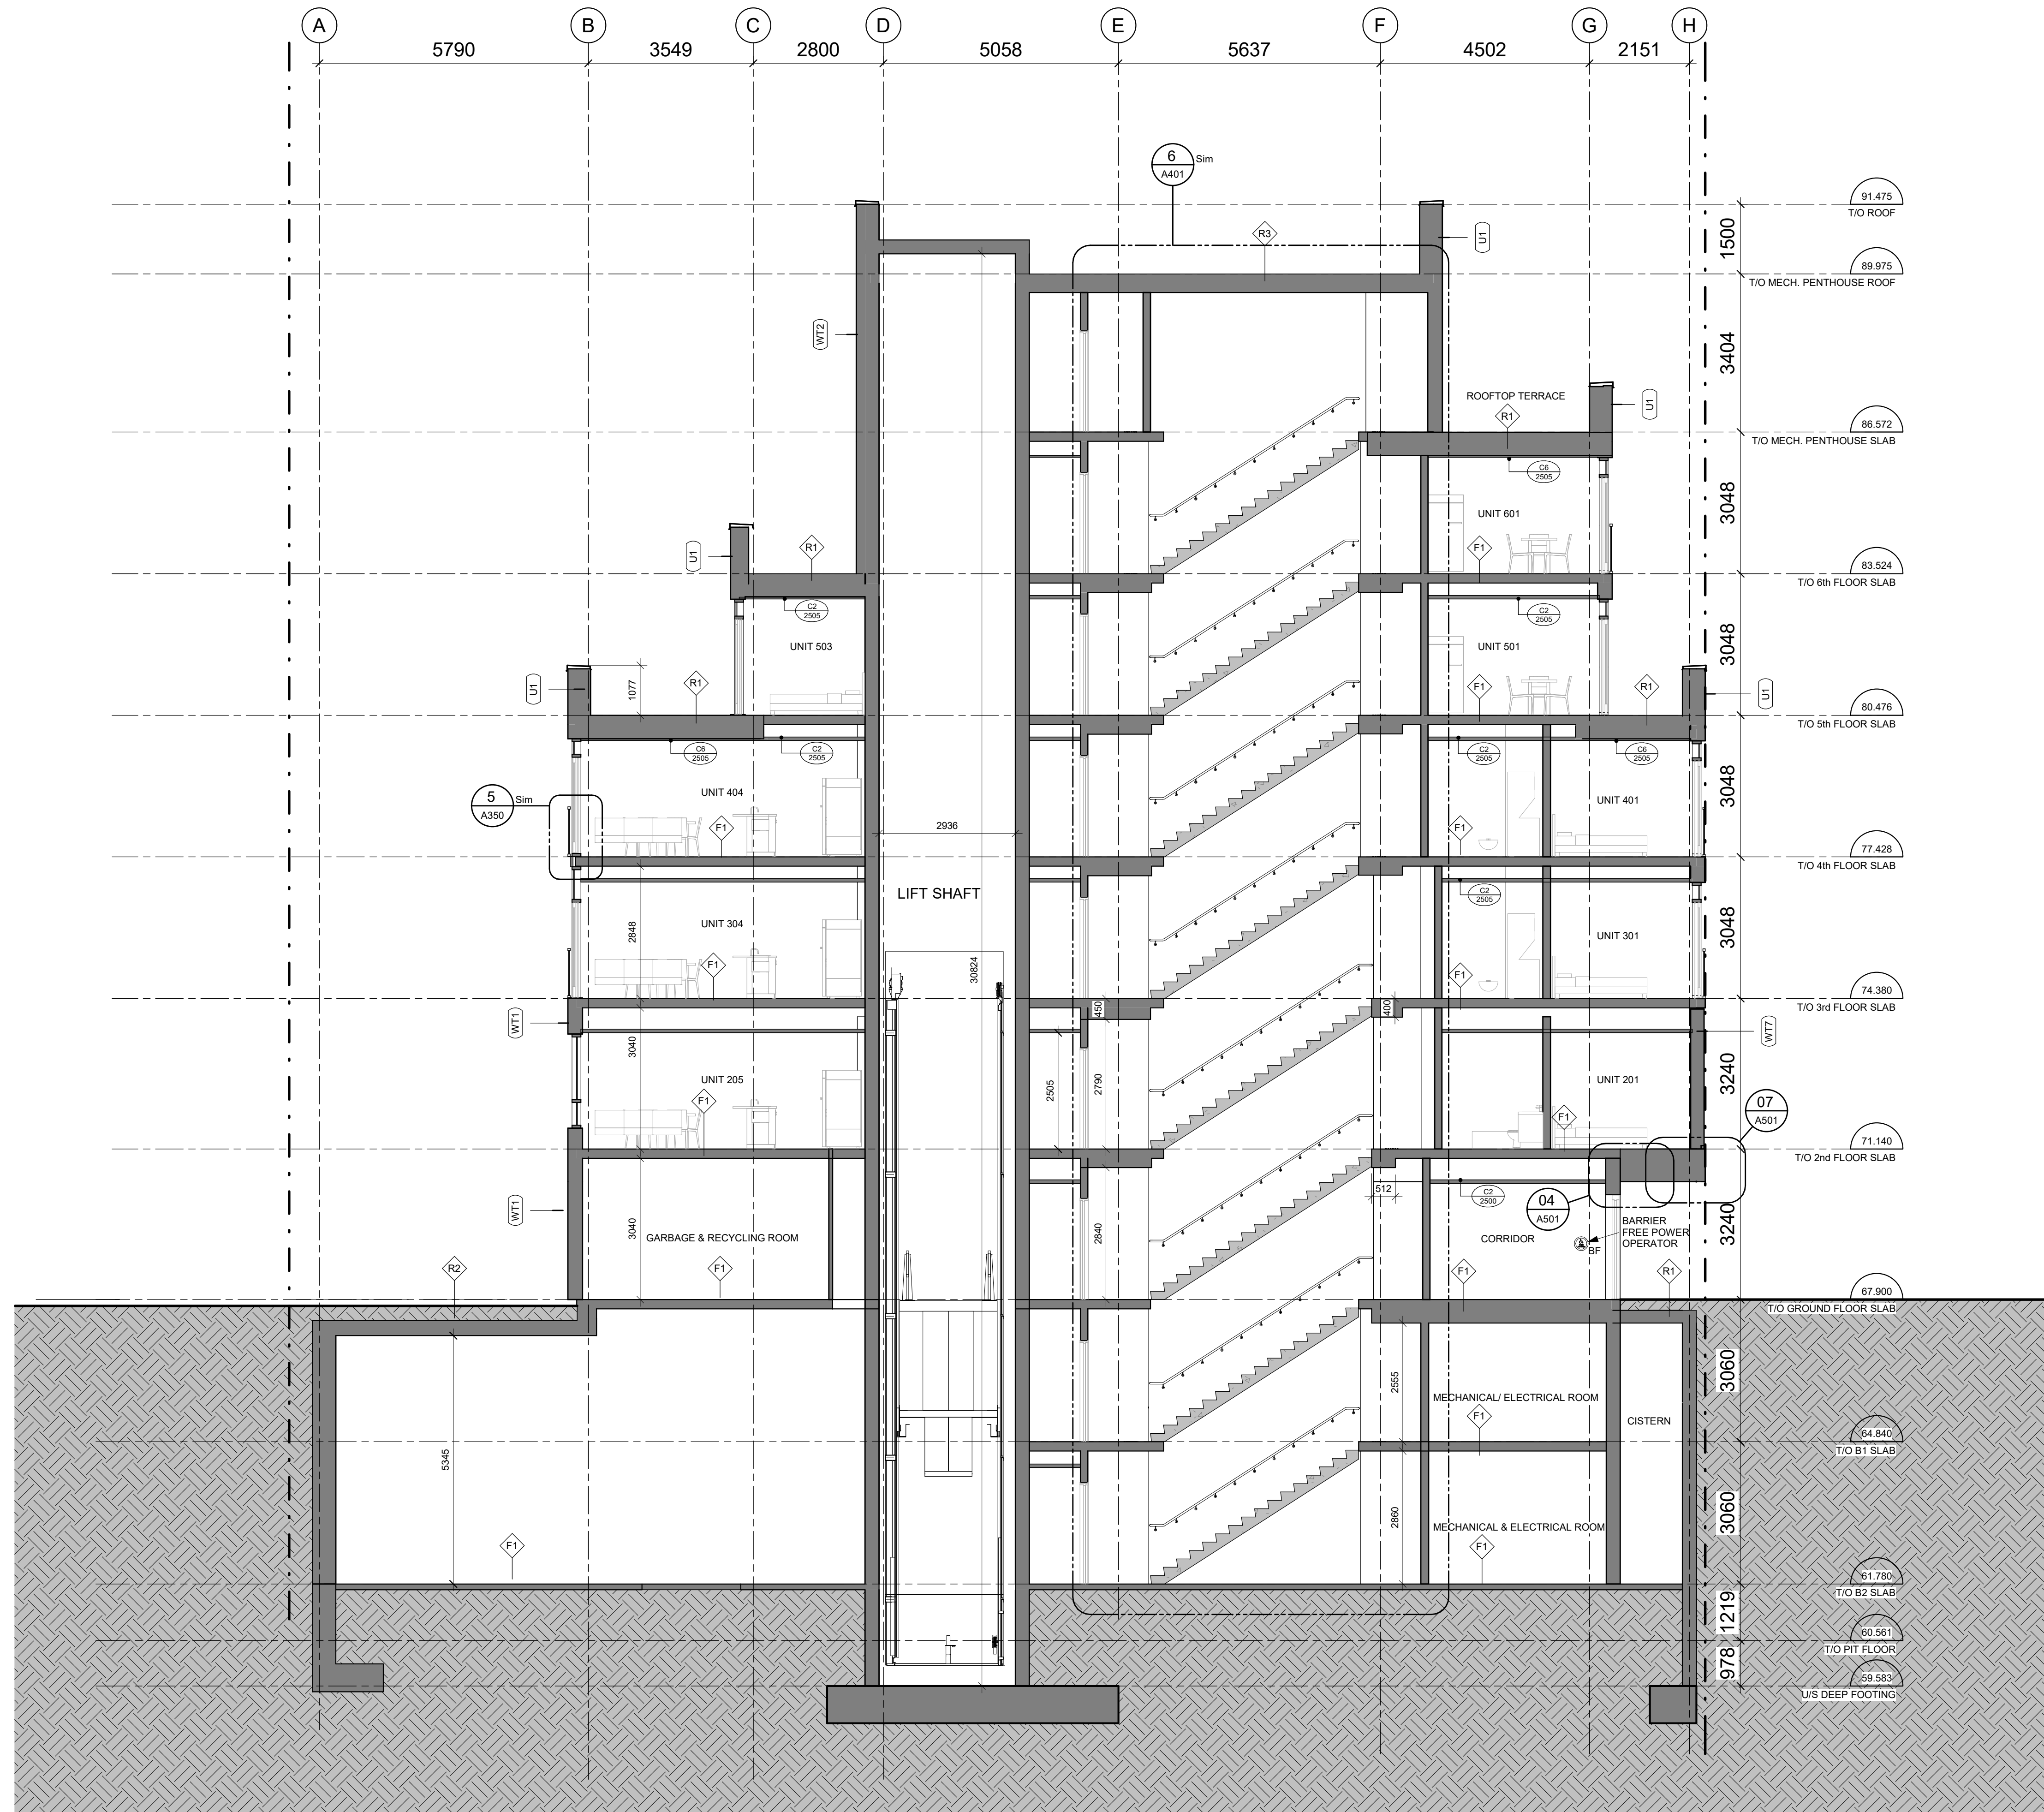 A
B
C
D
E
F
G
H
5790
3549
2800
5058
5637
4502
2151
6
A401
Sim
91.475
T/O ROOF
R3
U1
1500
89.975
T/O MECH. PENTHOUSE ROOF
WT2
3404
ROOFTOP TERRACE
R1
U1
86.572
T/O MECH. PENTHOUSE SLAB
C6
2505
UNIT 601
3048
F1
U1
R1
83.524
T/O 6th FLOOR SLAB
C2
2505
C2
2505
UNIT 503
UNIT 501
3048
U1
1077
R1
F1
R1
U1
80.476
T/O 5th FLOOR SLAB
C6
2505
C2
2505
C2
2505
C6
2505
5
A350
Sim
UNIT 404
UNIT 401
3048
F1
2936
F1
77.428
T/O 4th FLOOR SLAB
LIFT SHAFT
C2
2505
UNIT 304
2848
UNIT 301
3048
F1
30824
F1
74.380
T/O 3rd FLOOR SLAB
450
400
WT1
WT7
3040
2505
2790
3240
UNIT 205
UNIT 201
F1
F1
07
A501
71.140
T/O 2nd FLOOR SLAB
512
C2
2500
04
A501
WT1
3040
2840
3240
GARBAGE & RECYCLING ROOM
CORRIDOR
BARRIER
FREE POWER
OPERATOR
BF
R2
F1
F1
R1
67.900
T/O GROUND FLOOR SLAB
2555
3060
MECHANICAL/ ELECTRICAL ROOM
F1
CISTERN
64.840
T/O B1 SLAB
5345
2860
3060
MECHANICAL & ELECTRICAL ROOM
F1
F1
61.780
T/O B2 SLAB
1219
60.561
T/O PIT FLOOR
978
59.583
U/S DEEP FOOTING